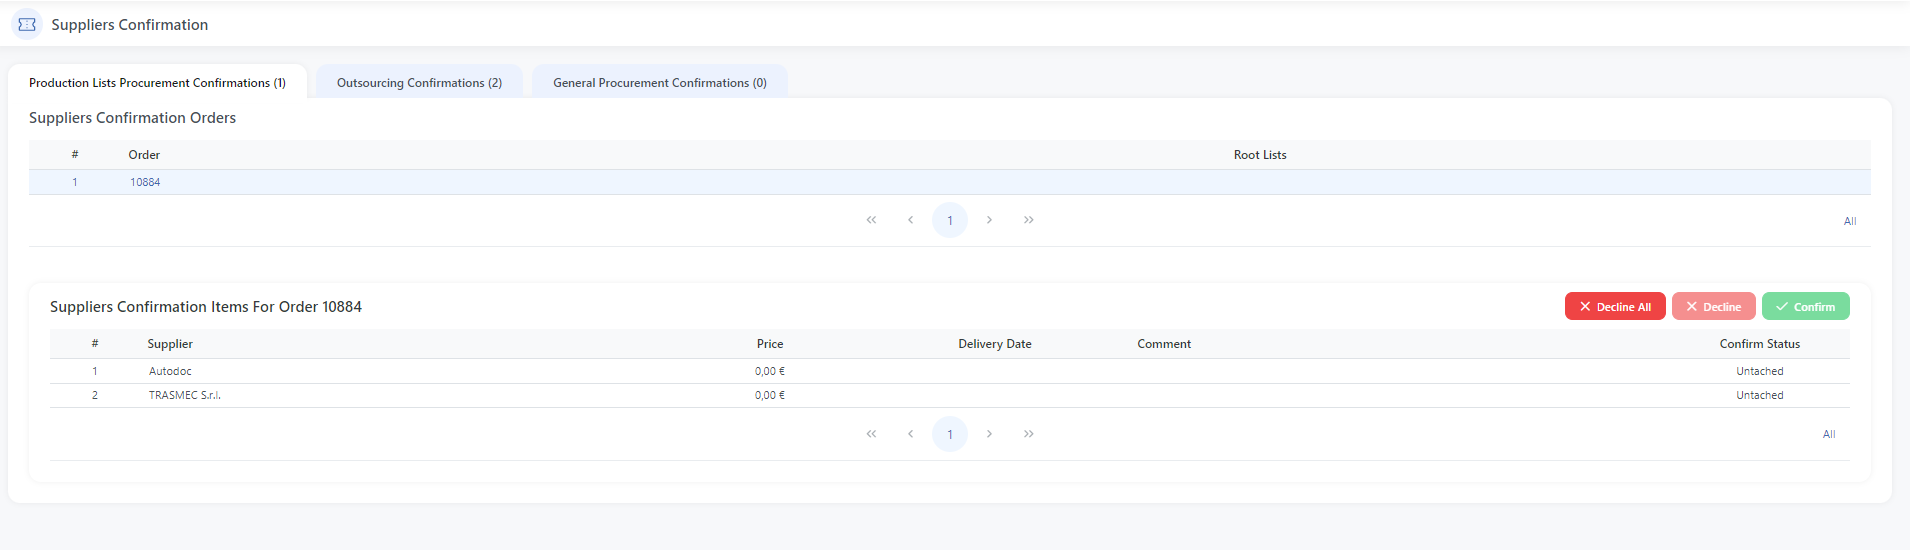 Suppliers Confirmation
Production Lists Procurement Confirmations (1) Outsourcing Confirmations (2) General Procurement Confirmations (0)
Suppliers Confirmation Orders
# Order Root Lists
1 10884
1 All
Suppliers Confirmation Items For Order 10884 Decline All Decline Confirm
# Supplier Price Delivery Date Comment Confirm Status
1 Autodoc 0,00 € Untached
2 TRASMEC S.r.l. 0,00 € Untached
1 All